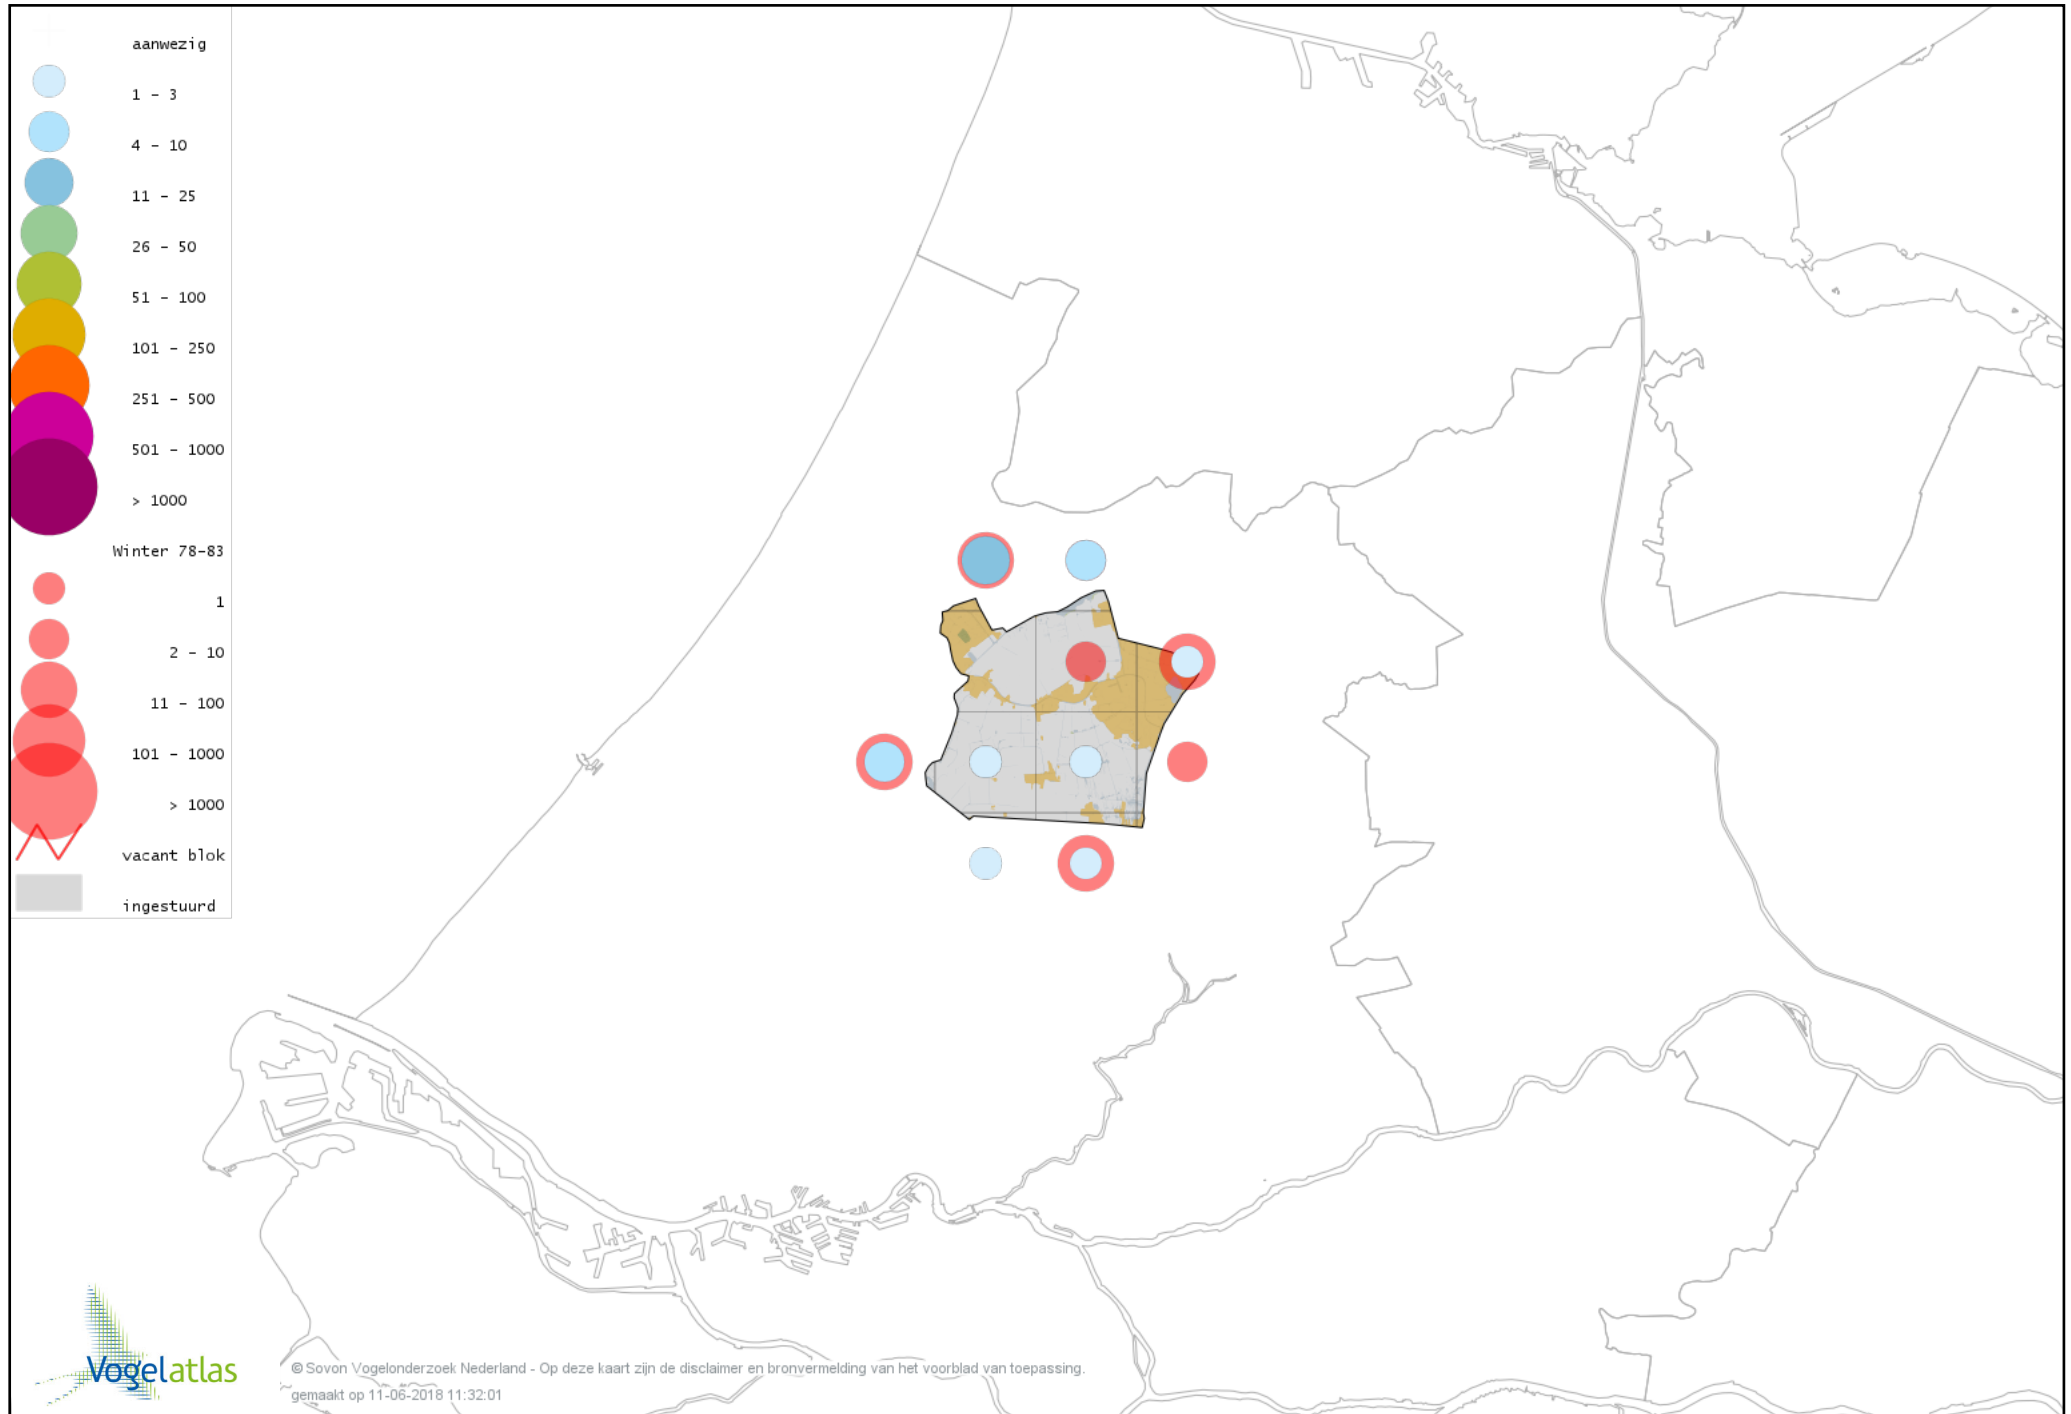 aanwezig
1 - 3
4 - 10
11 - 25
26 - 50
51 - 100
101 - 250
251 - 500
501 - 1000
> 1000
Winter 78-83
1
2 - 10
11 - 100
101 - 1000
> 1000
vacant blok
ingestuurd
Vogelatlas
© Sovon Vogelonderzoek Nederland - Op deze kaart zijn de disclaimer en bronvermelding van het voorblad van toepassing.
gemaakt op 11-06-2018 11:32:01